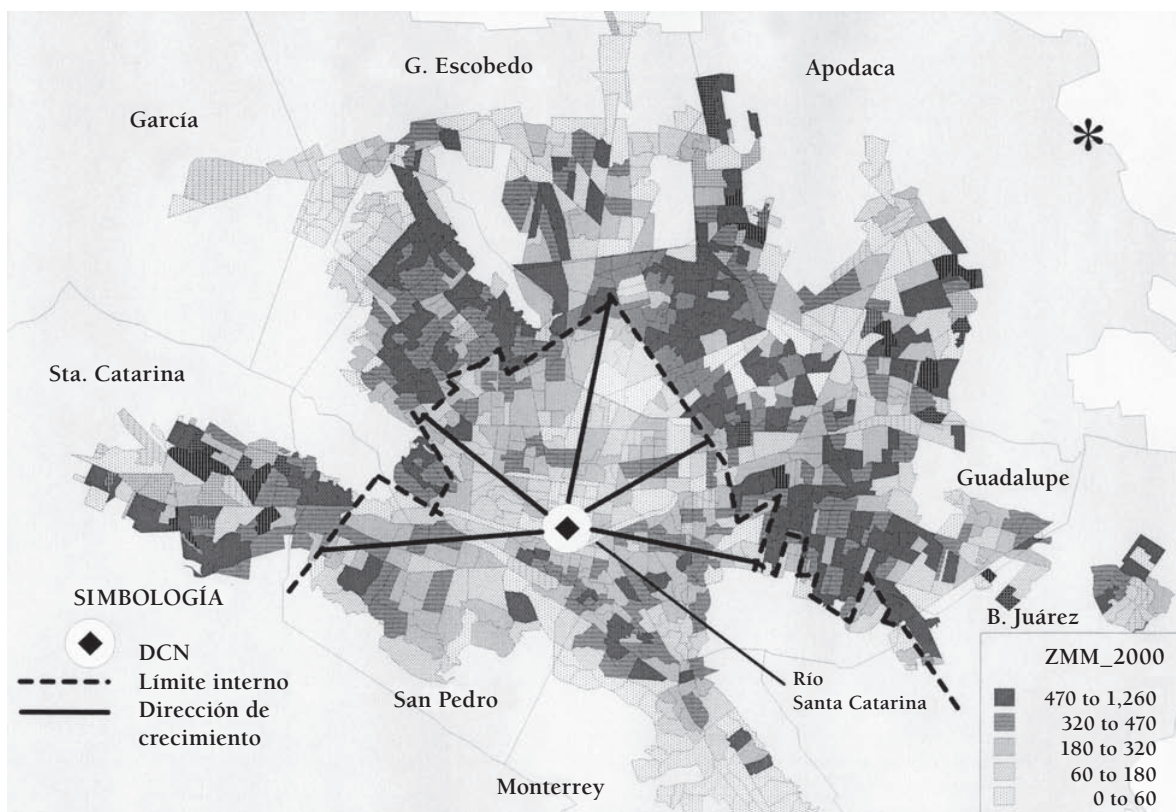 G. Escobedo
Apodaca
García
*
Sta. Catarina
Guadalupe
SIMBOLOGÍA
DCN
Límite interno
Dirección de
crecimiento
San Pedro
Río
Santa Catarina
Monterrey
B. Juárez
ZMM_2000
470 to 1,260
320 to 470
180 to 320
60 to 180
0 to 60